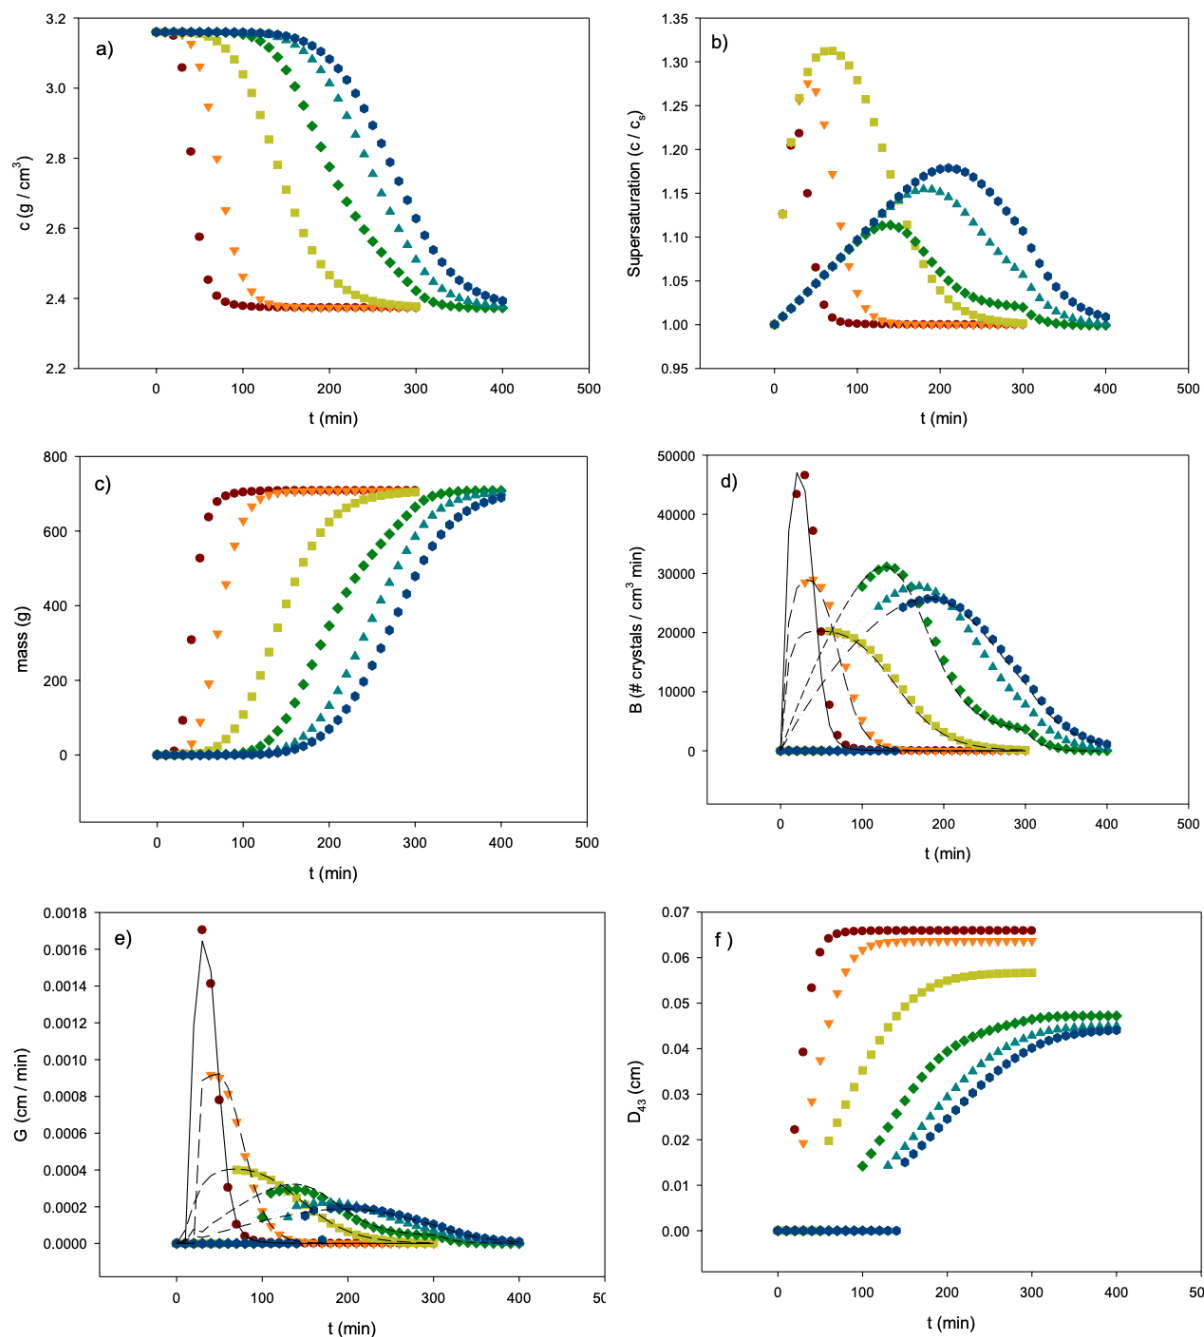 a)
3.2
3.0
2.8
2.6
2.4
2.2
c (g / cm³)
0 100 200 300 400 500
t (min)
b)
1.35
1.30
1.25
1.20
1.15
1.10
1.05
1.00
0.95
Supersaturation (c / cₛ)
0 100 200 300 400 500
t (min)
c)
800
600
400
200
0
mass (g)
0 100 200 300 400 500
t (min)
d)
50000
40000
30000
20000
10000
0
B (# crystals / cm³ min)
0 100 200 300 400 500
t (min)
e)
0.0018
0.0016
0.0014
0.0012
0.0010
0.0008
0.0006
0.0004
0.0002
0.0000
G (cm / min)
0 100 200 300 400
t (min)
f )
0.07
0.06
0.05
0.04
0.03
0.02
0.01
0.00
D₄₃ (cm)
0 100 200 300 400
t (min)